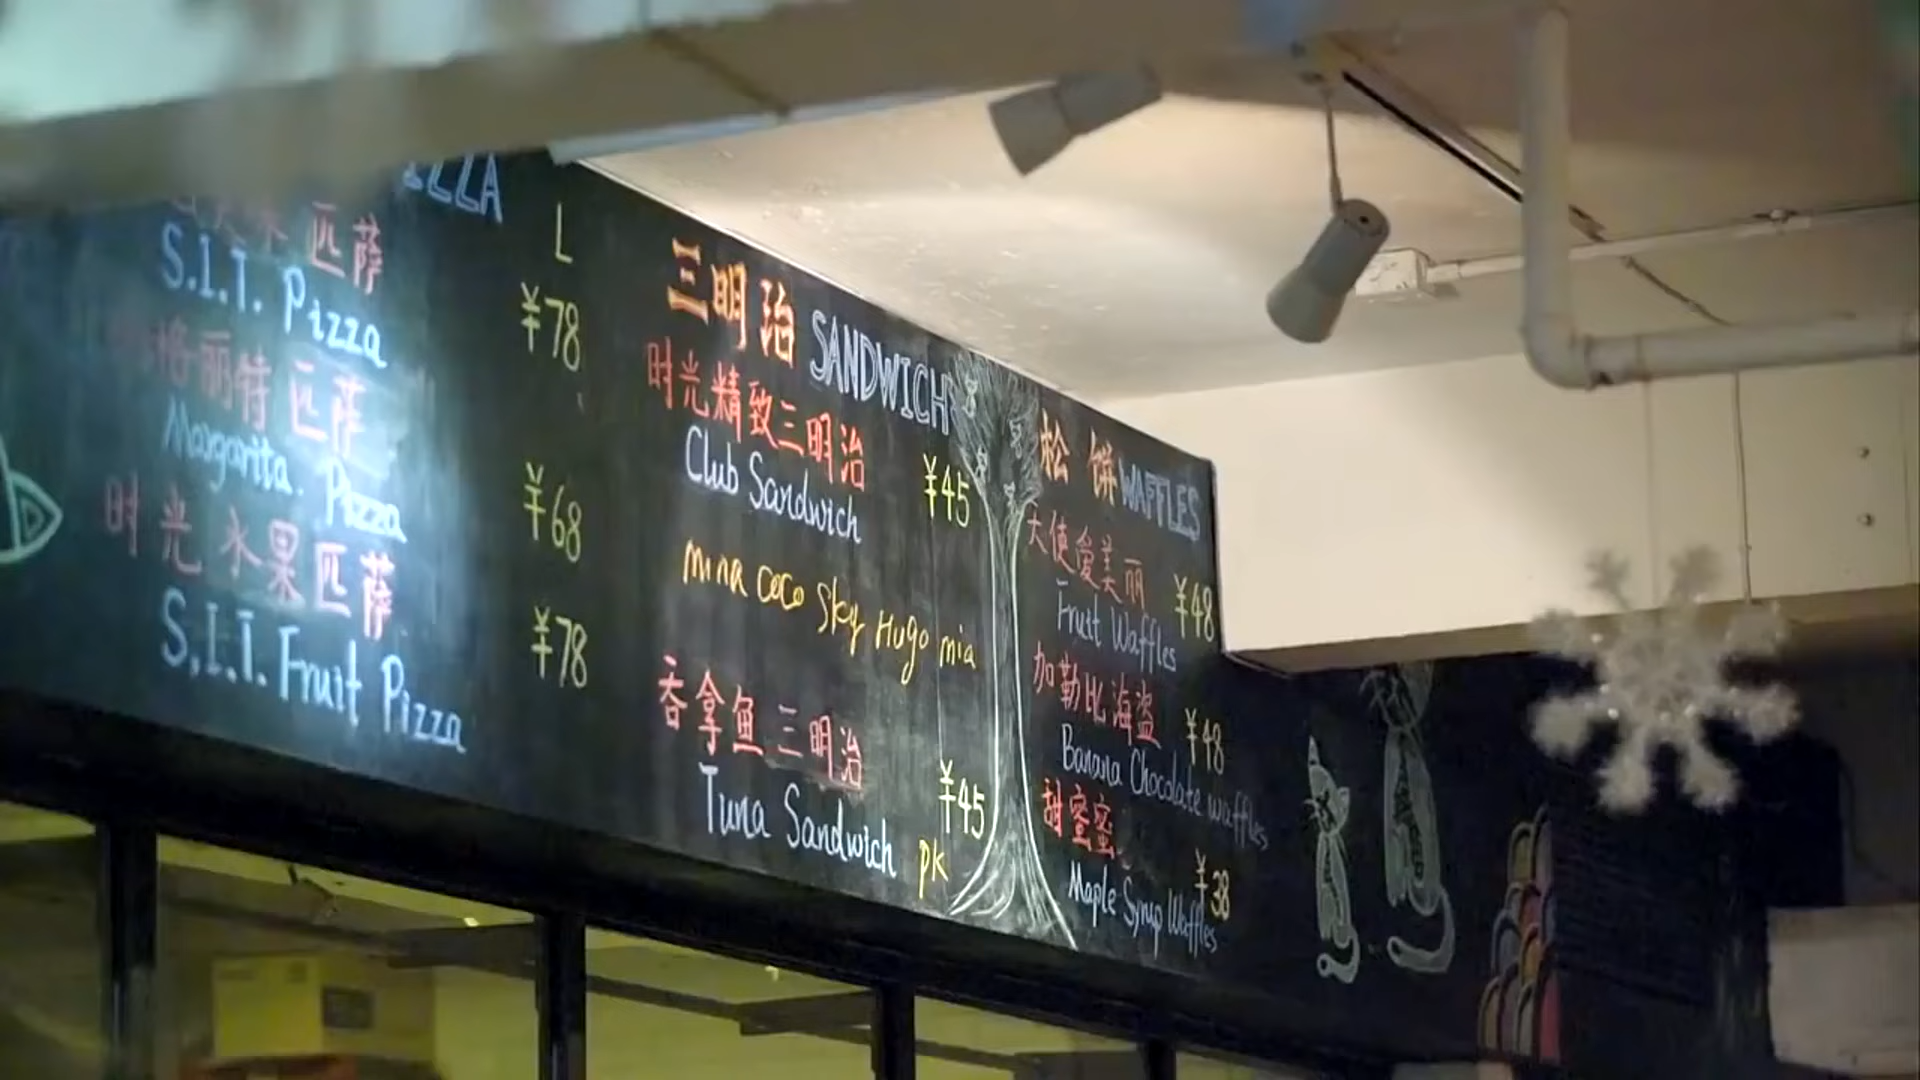 匹萨
L
S.I.T. Pizza
¥78
格丽特匹萨
Margarita. Pizza
¥68
时光水果匹萨
S.I.T. Fruit Pizza
¥78
三明治 SANDWICH
时光精致三明治
Club Sandwich
¥45
mina coco sky Hugo mia
吞拿鱼三明治
Tuna Sandwich
¥45
pk
松饼 WAFFLES
天使爱美丽
¥48
Fruit Waffles
加勒比海盗
¥48
Banana Chocolate waffles
甜蜜蜜
¥38
Maple Syrup Waffles